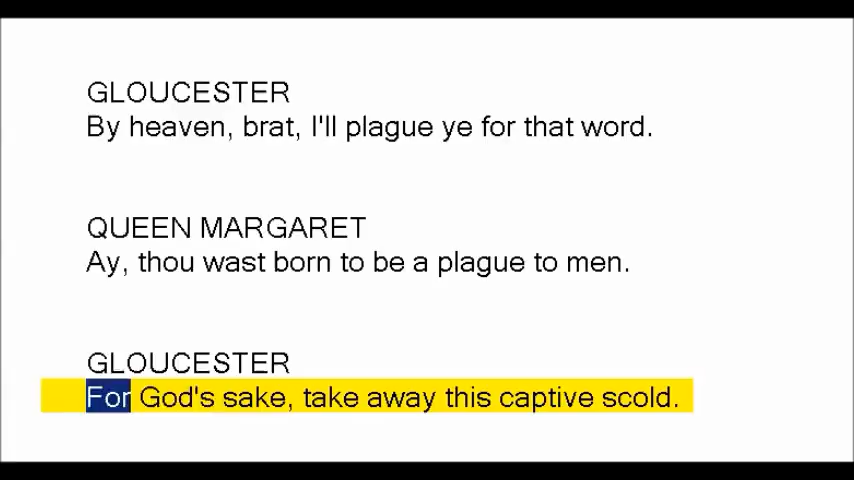 GLOUCESTER
By heaven, brat, I'll plague ye for that word.
QUEEN MARGARET
Ay, thou wast born to be a plague to men.
GLOUCESTER
For God's sake, take away this captive scold.